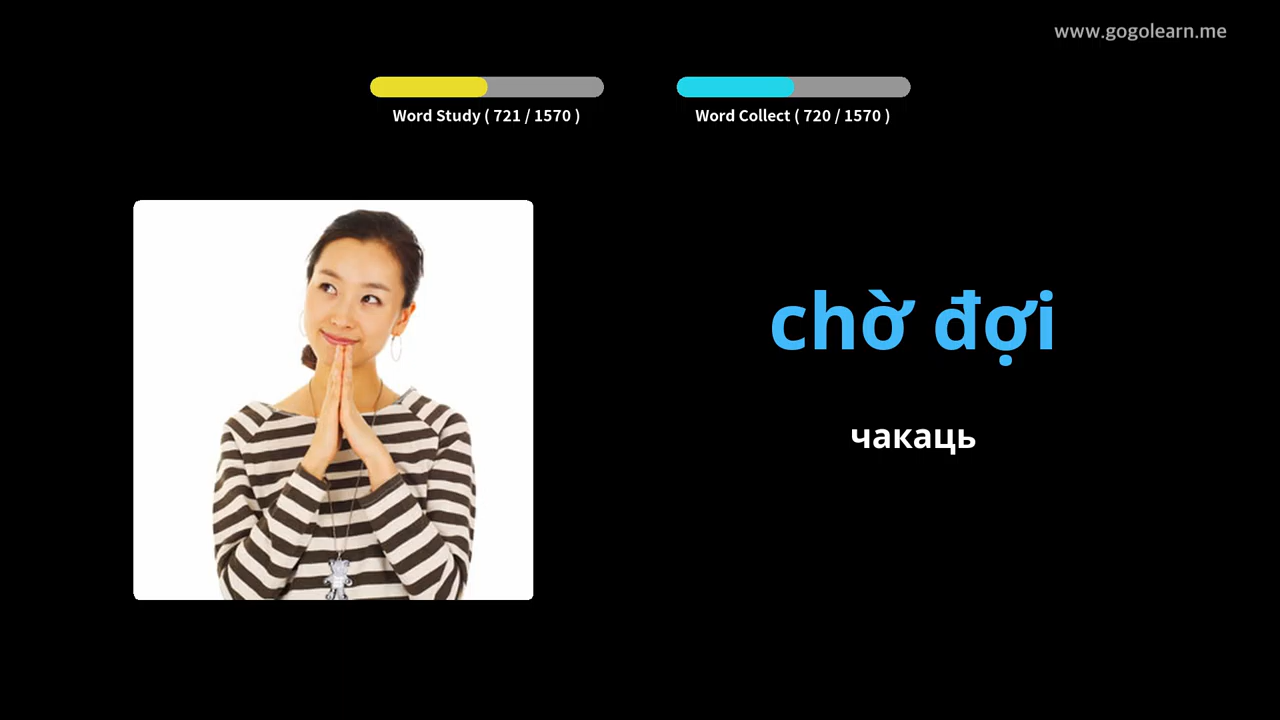 www.gogolearn.me
Word Study ( 721 / 1570 )
Word Collect ( 720 / 1570 )
chờ đợi
чакаць